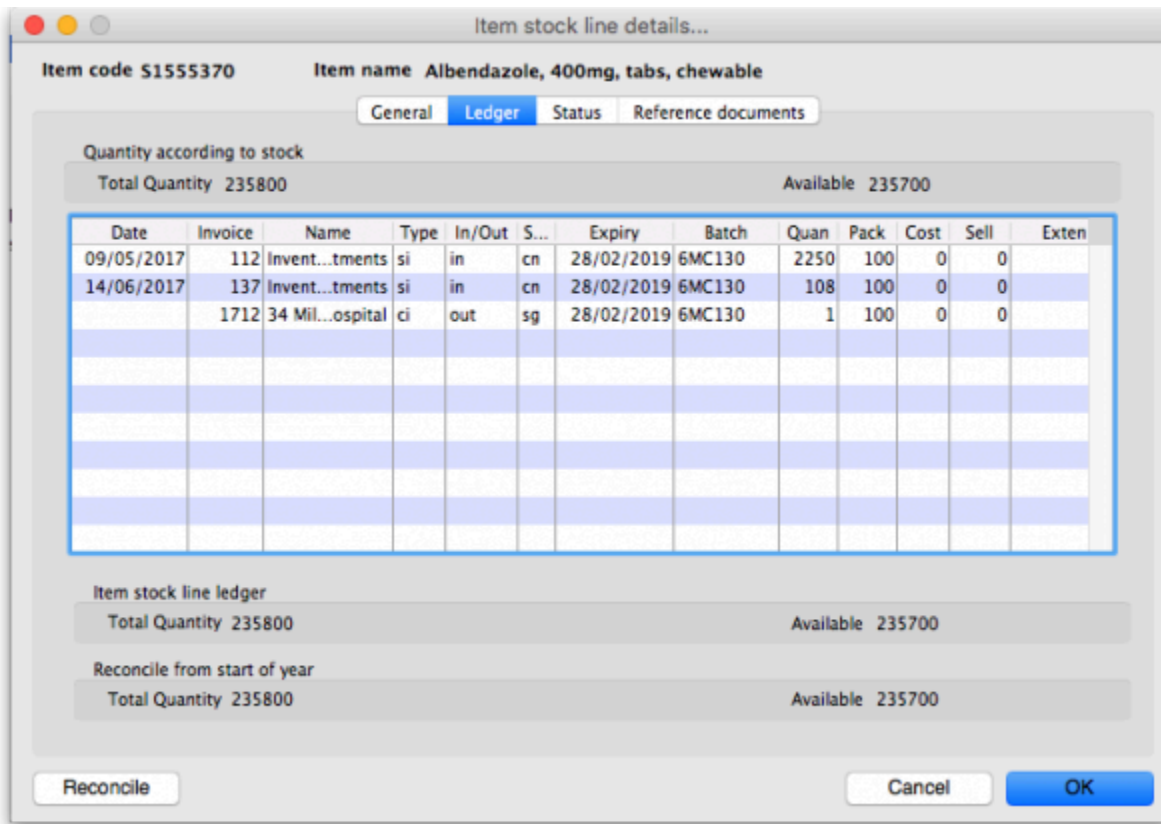 Item stock line details...
Item code S1555370 Item name Albendazole, 400mg, tabs, chewable
General Ledger Status Reference documents
Quantity according to stock
Total Quantity 235800 Available 235700
Date Invoice Name Type In/Out S... Expiry Batch Quan Pack Cost Sell Exten
09/05/2017 112 Invent...tments si in cn 28/02/2019 6MC130 2250 100 0 0
14/06/2017 137 Invent...tments si in cn 28/02/2019 6MC130 108 100 0 0
1712 34 Mil...ospital ci out sg 28/02/2019 6MC130 1 100 0 0
Item stock line ledger
Total Quantity 235800 Available 235700
Reconcile from start of year
Total Quantity 235800 Available 235700
Reconcile Cancel OK